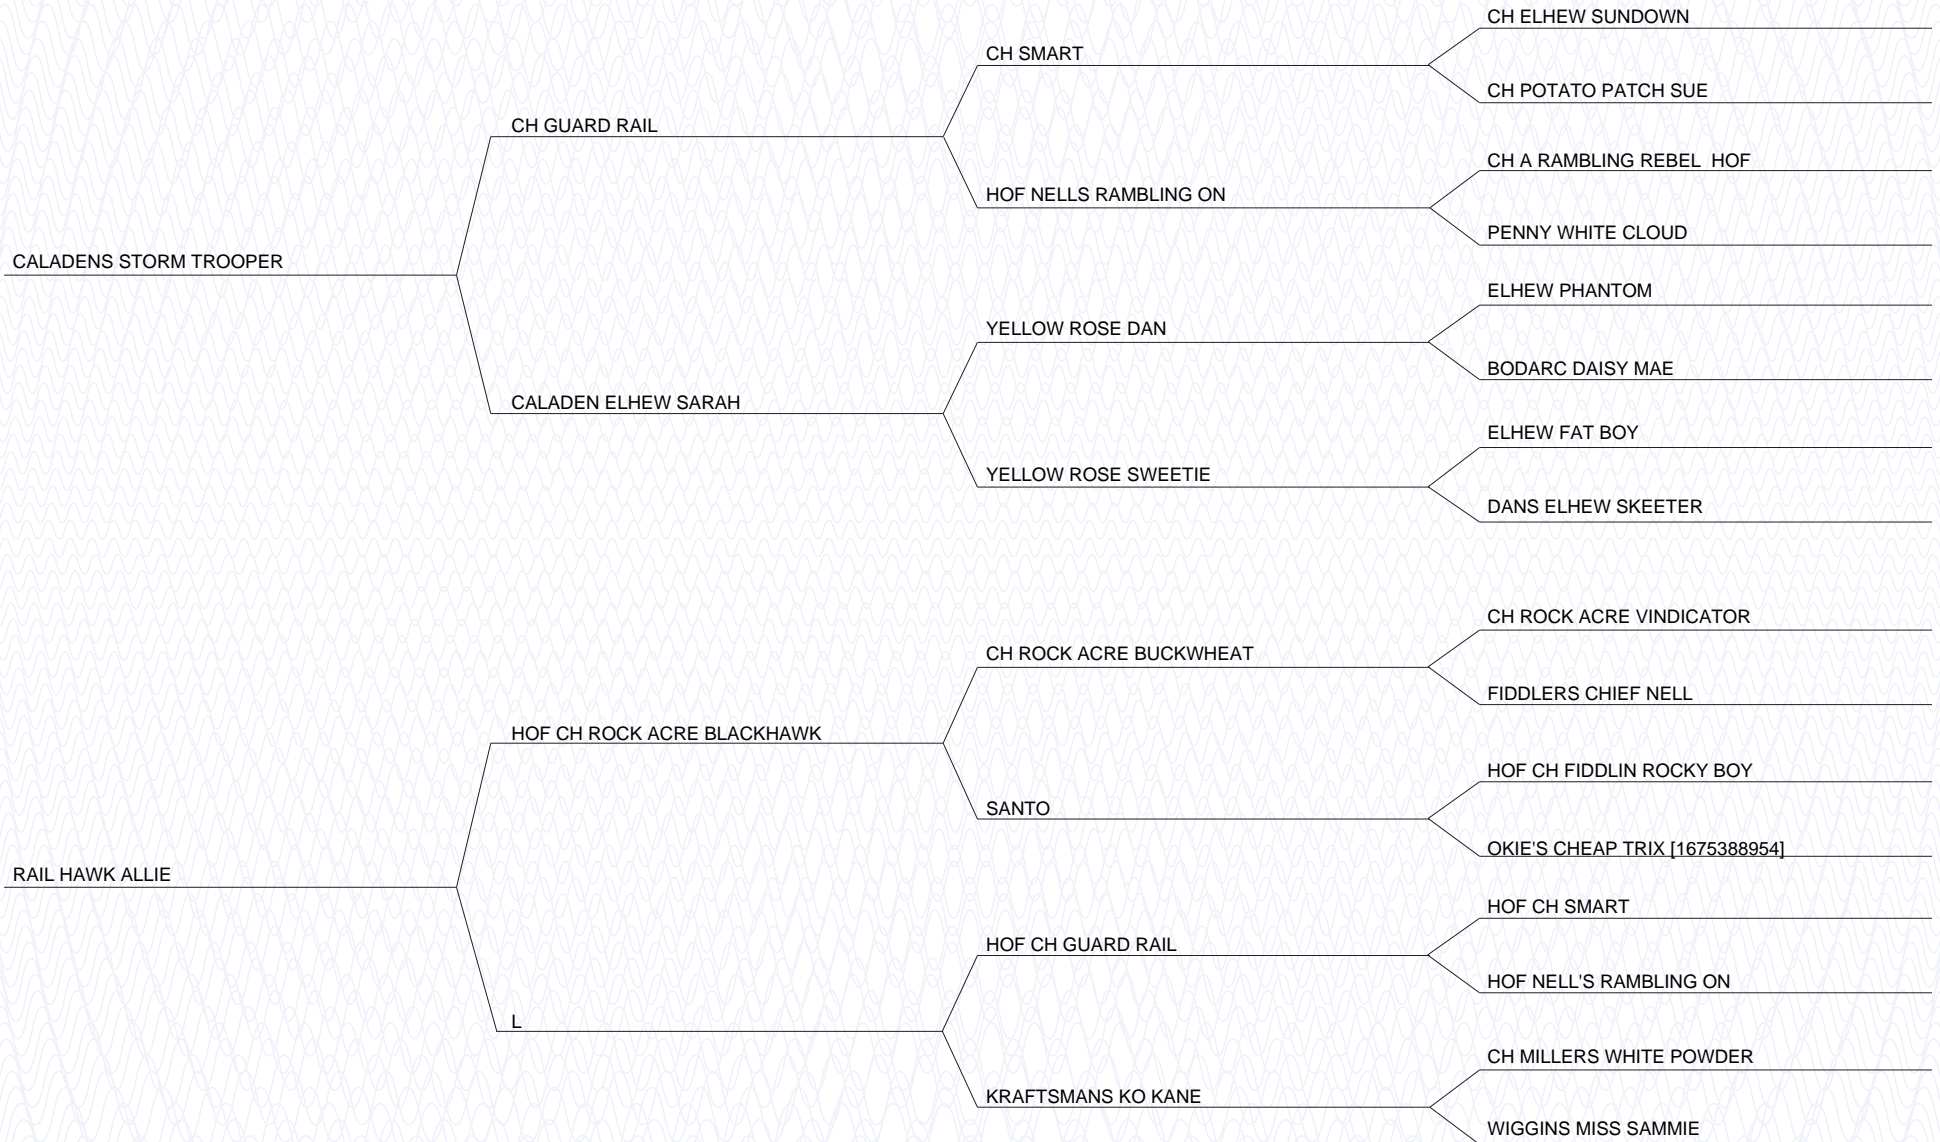 CH ELHEW SUNDOWN
CH SMART
CH POTATO PATCH SUE
CH GUARD RAIL
CH A RAMBLING REBEL  HOF
HOF NELLS RAMBLING ON
PENNY WHITE CLOUD
CALADENS STORM TROOPER
ELHEW PHANTOM
YELLOW ROSE DAN
BODARC DAISY MAE
CALADEN ELHEW SARAH
ELHEW FAT BOY
YELLOW ROSE SWEETIE
DANS ELHEW SKEETER
CH ROCK ACRE VINDICATOR
CH ROCK ACRE BUCKWHEAT
FIDDLERS CHIEF NELL
HOF CH ROCK ACRE BLACKHAWK
HOF CH FIDDLIN ROCKY BOY
SANTO
OKIE'S CHEAP TRIX [1675388954]
RAIL HAWK ALLIE
HOF CH SMART
HOF CH GUARD RAIL
HOF NELL'S RAMBLING ON
L
CH MILLERS WHITE POWDER
KRAFTSMANS KO KANE
WIGGINS MISS SAMMIE